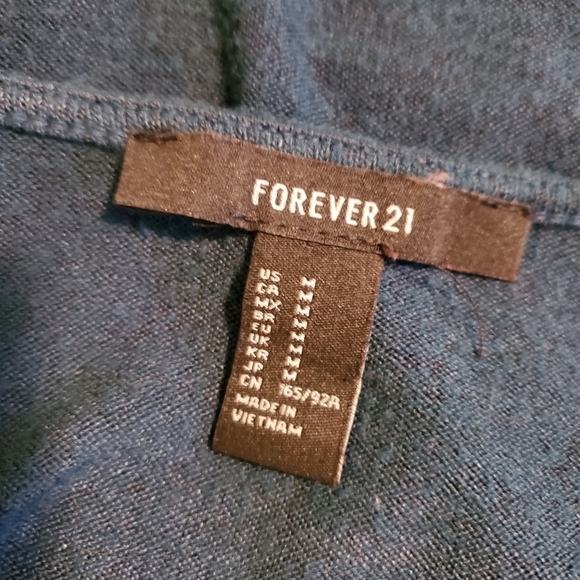 FOREVER 21
US M
CA M
MX M
BR M
EU M
UK M
KR M
JP M
CN 165/92A
MADE IN
VIETNAM